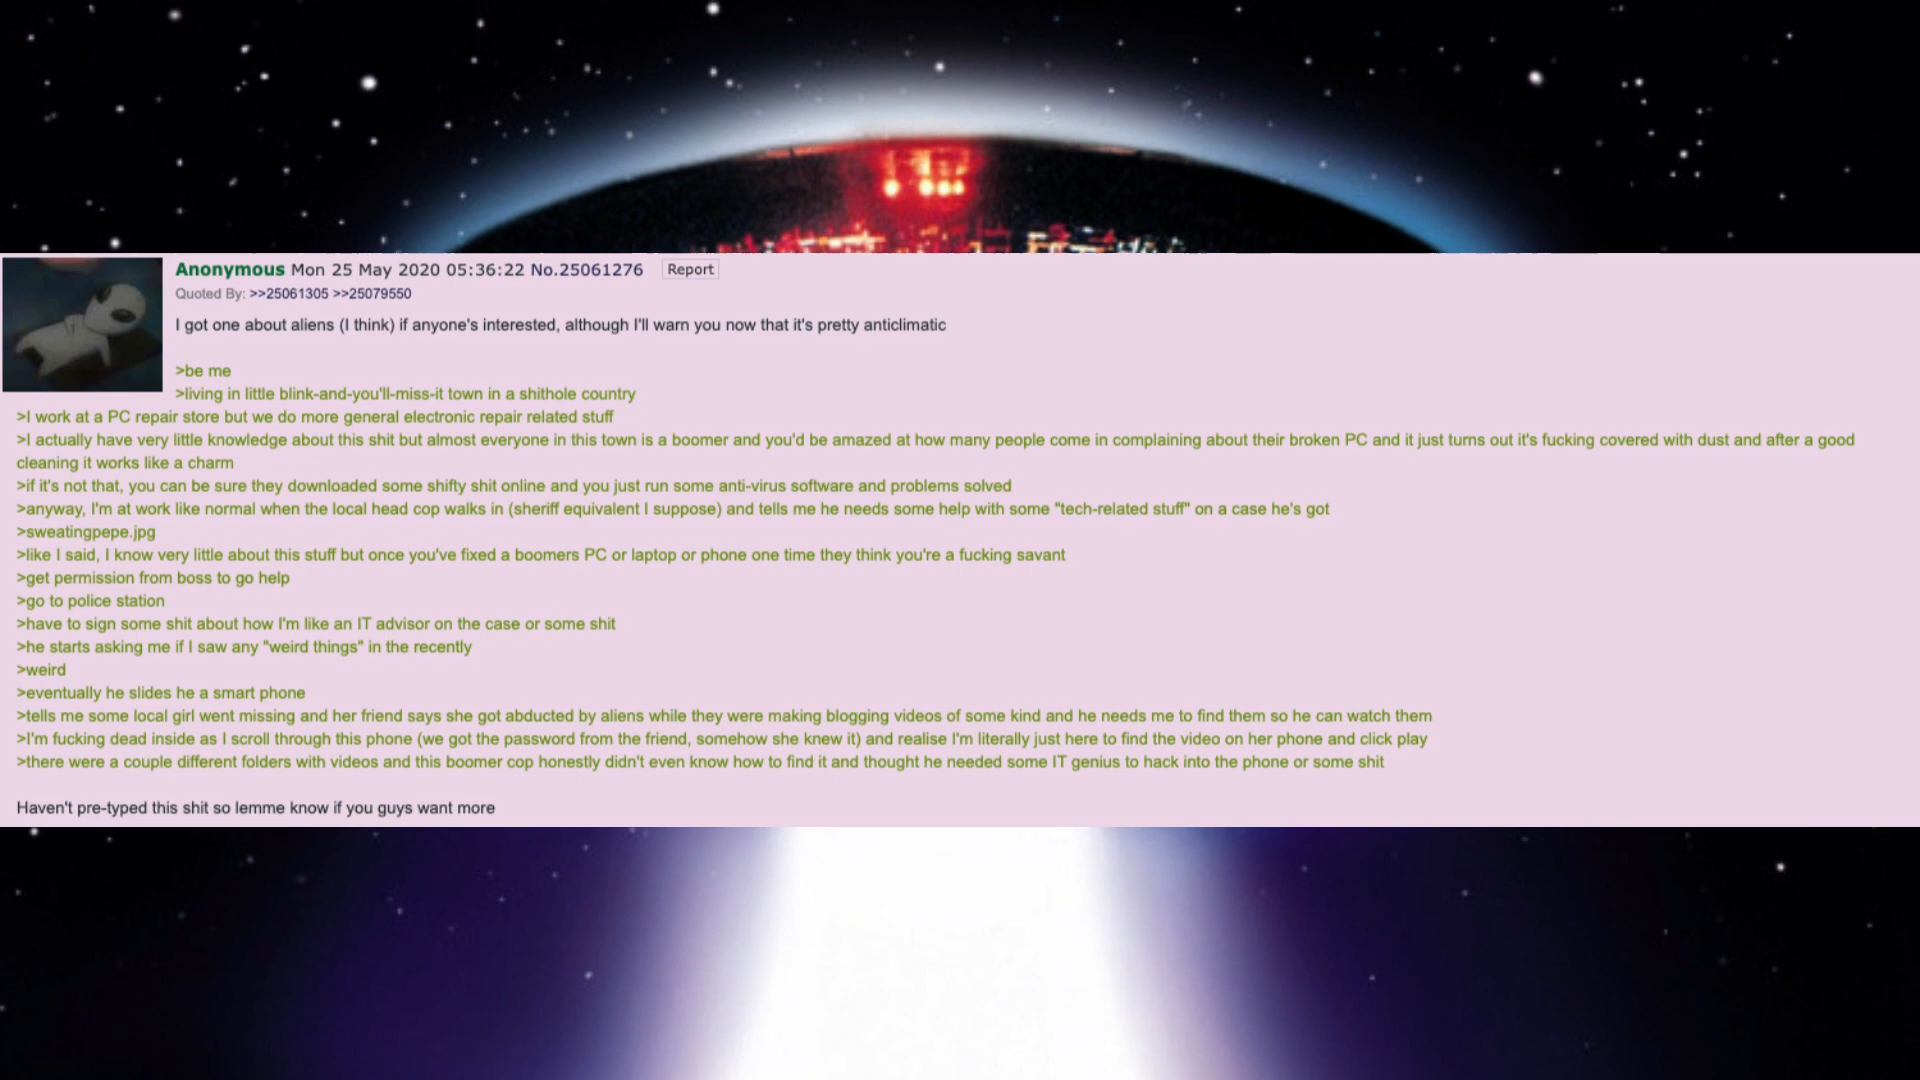 Anonymous Mon 25 May 2020 05:36:22 No.25061276 Report
Quoted By: >>25061305 >>25079550
I got one about aliens (I think) if anyone's interested, although I'll warn you now that it's pretty anticlimatic
>be me
>living in little blink-and-you'll-miss-it town in a shithole country
>I work at a PC repair store but we do more general electronic repair related stuff
>I actually have very little knowledge about this shit but almost everyone in this town is a boomer and you'd be amazed at how many people come in complaining about their broken PC and it just turns out it's fucking covered with dust and after a good
cleaning it works like a charm
>if it's not that, you can be sure they downloaded some shifty shit online and you just run some anti-virus software and problems solved
>anyway, I'm at work like normal when the local head cop walks in (sheriff equivalent I suppose) and tells me he needs some help with some "tech-related stuff" on a case he's got
>sweatingpepe.jpg
>like I said, I know very little about this stuff but once you've fixed a boomers PC or laptop or phone one time they think you're a fucking savant
>get permission from boss to go help
>go to police station
>have to sign some shit about how I'm like an IT advisor on the case or some shit
>he starts asking me if I saw any "weird things" in the recently
>weird
>eventually he slides he a smart phone
>tells me some local girl went missing and her friend says she got abducted by aliens while they were making blogging videos of some kind and he needs me to find them so he can watch them
>I'm fucking dead inside as I scroll through this phone (we got the password from the friend, somehow she knew it) and realise I'm literally just here to find the video on her phone and click play
>there were a couple different folders with videos and this boomer cop honestly didn't even know how to find it and thought he needed some IT genius to hack into the phone or some shit
Haven't pre-typed this shit so lemme know if you guys want more